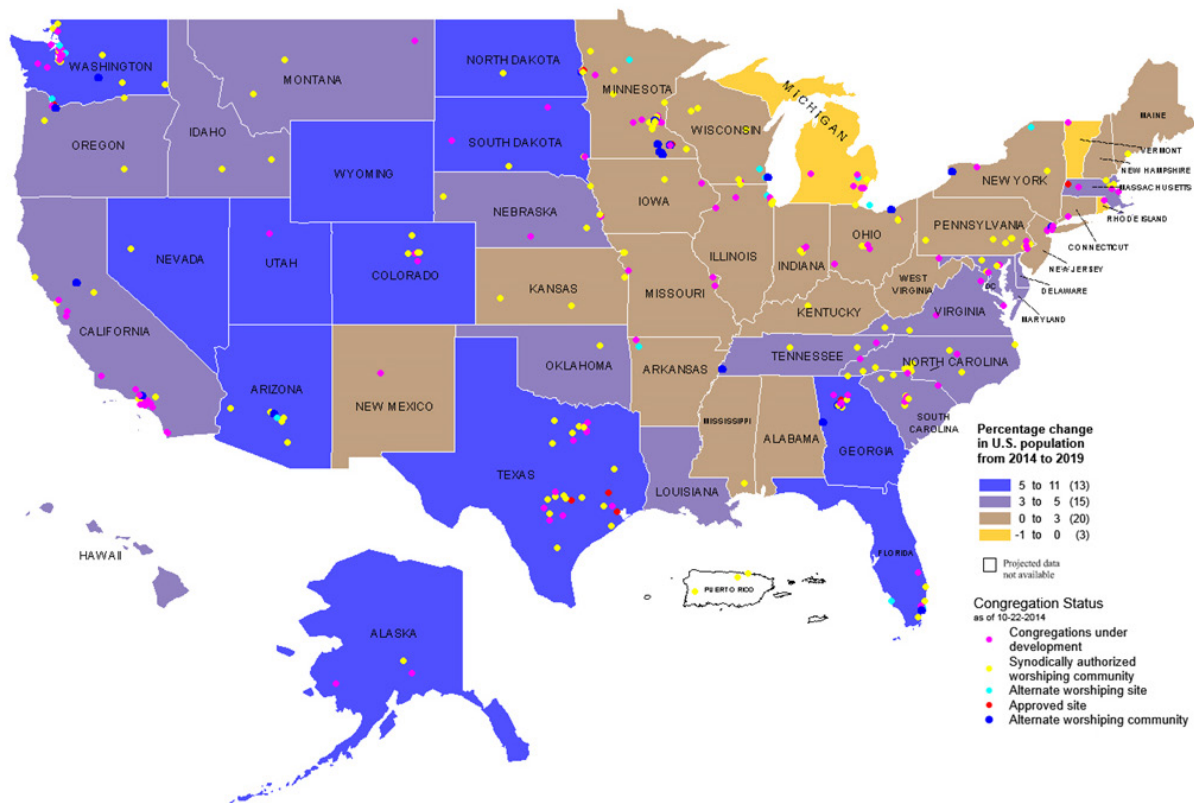 WASHINGTON
MONTANA
NORTH DAKOTA
MINNESOTA
MICHIGAN
MAINE
OREGON
IDAHO
SOUTH DAKOTA
WISCONSIN
VERMONT
NEW HAMPSHIRE
WYOMING
NEW YORK
MASSACHUSETTS
NEBRASKA
IOWA
RHODE ISLAND
PENNSYLVANIA
CONNECTICUT
NEVADA
UTAH
COLORADO
ILLINOIS
INDIANA
OHIO
NEW JERSEY
KANSAS
MISSOURI
WEST
VIRGINIA
DC
DELAWARE
CALIFORNIA
KENTUCKY
VIRGINIA
MARYLAND
OKLAHOMA
TENNESSEE
NORTH CAROLINA
ARIZONA
NEW MEXICO
ARKANSAS
SOUTH
CAROLINA
MISSISSIPPI
ALABAMA
GEORGIA
TEXAS
LOUISIANA
HAWAII
FLORIDA
PUERTO RICO
ALASKA
Percentage change
in U.S. population
from 2014 to 2019
5 to 11 (13)
3 to 5 (15)
0 to 3 (20)
-1 to 0 (3)
Projected data
not available
Congregation Status
as of 10-22-2014
Congregations under
development
Synodically authorized
worshiping community
Alternate worshiping site
Approved site
Alternate worshiping community